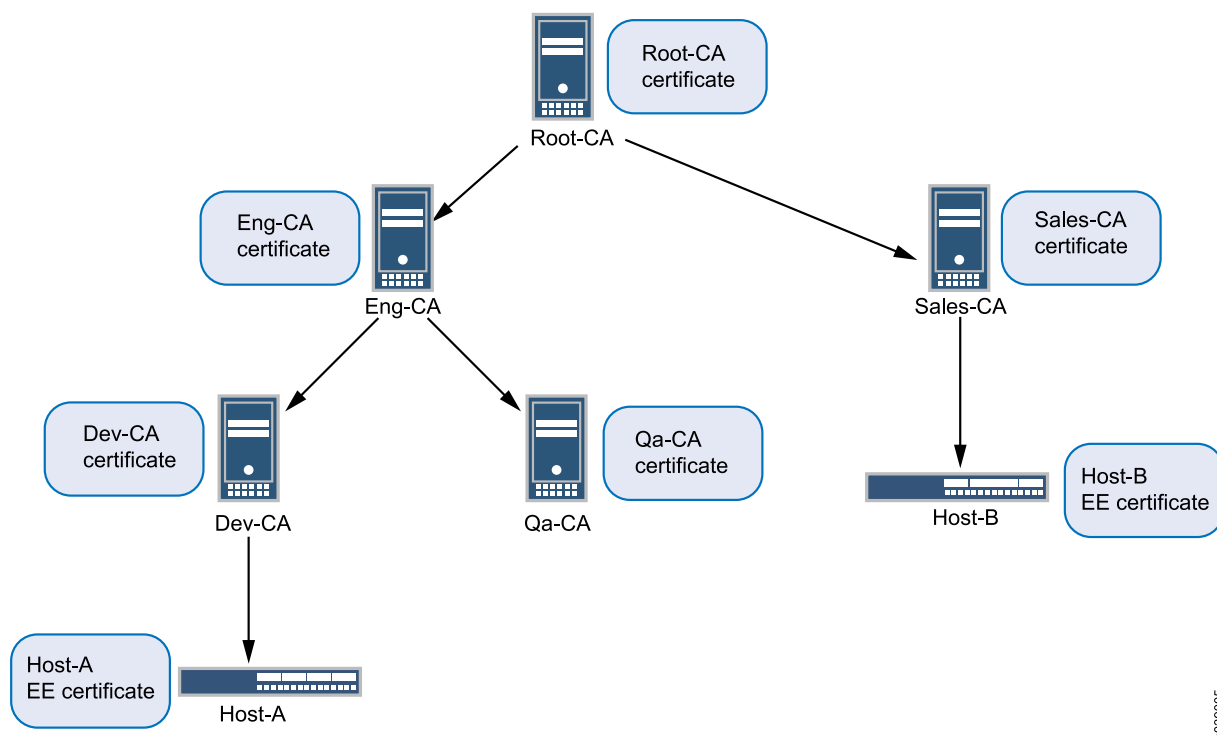 Root-CA
certificate
Root-CA
Eng-CA
certificate
Sales-CA
certificate
Eng-CA
Sales-CA
Dev-CA
certificate
Qa-CA
certificate
Host-B
EE certificate
Dev-CA
Qa-CA
Host-B
Host-A
EE certificate
Host-A